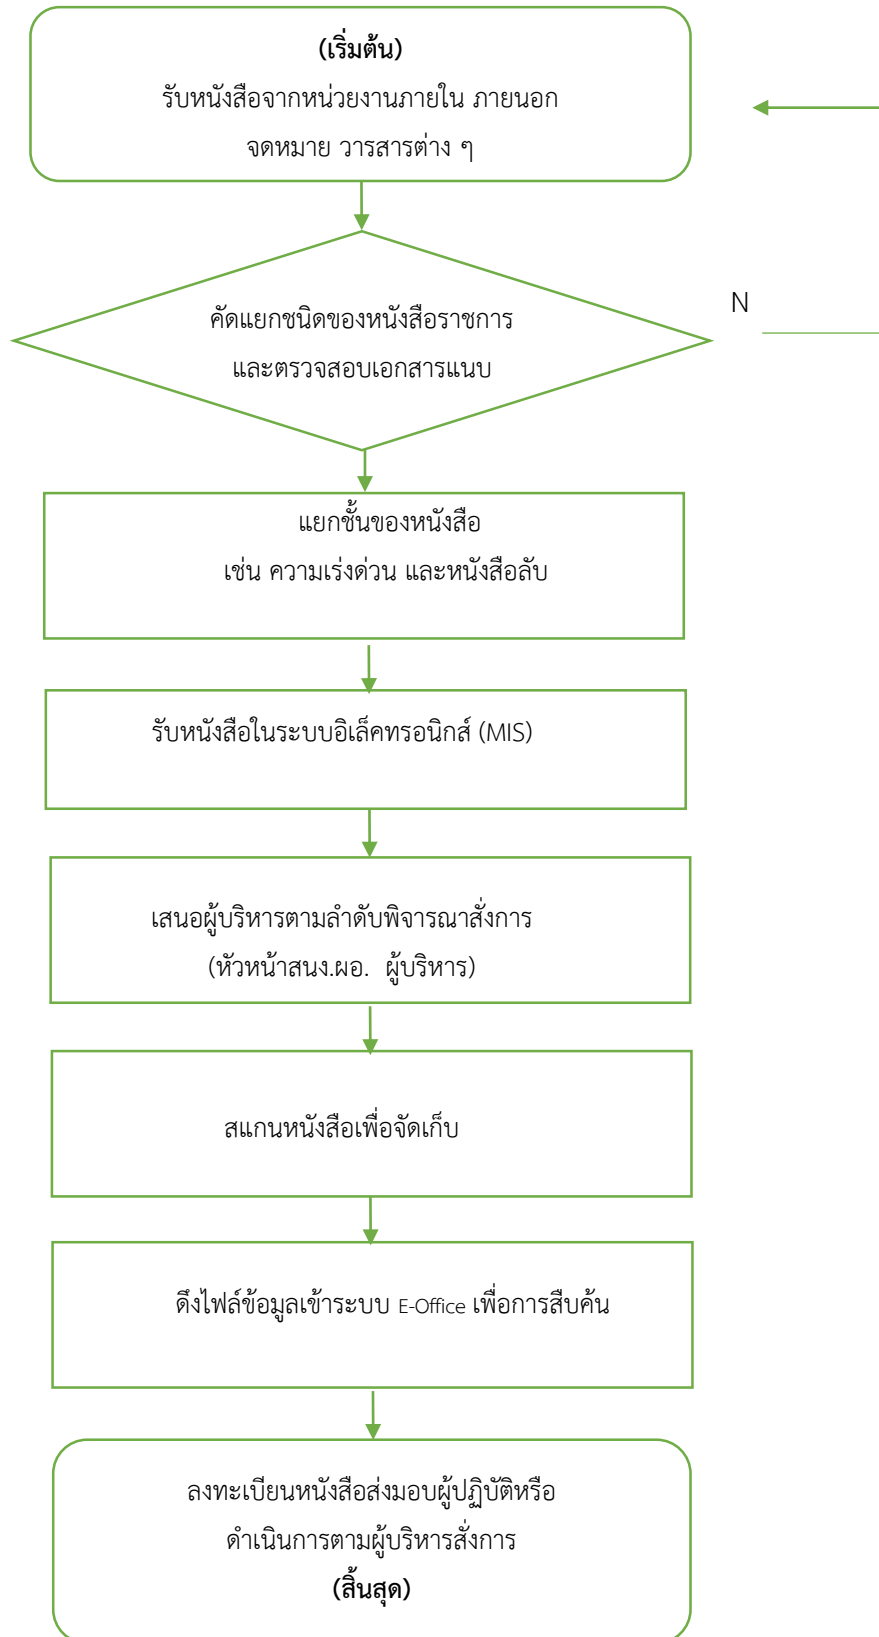 (เริ่มต้น)
รับหนังสือจากหน่วยงานภายใน ภายนอก
จดหมาย วารสารต่าง ๆ
คัดแยกชนิดของหนังสือราชการ
และตรวจสอบเอกสารแนบ
N
แยกชั้นของหนังสือ
เช่น ความเร่งด่วน และหนังสือลับ
รับหนังสือในระบบอิเล็คทรอนิกส์ (MIS)
เสนอผู้บริหารตามลำดับพิจารณาสั่งการ
(หัวหน้าสนง.ผอ. ผู้บริหาร)
สแกนหนังสือเพื่อจัดเก็บ
ดึงไฟล์ข้อมูลเข้าระบบ E-Office เพื่อการสืบค้น
ลงทะเบียนหนังสือส่งมอบผู้ปฏิบัติหรือ
ดำเนินการตามผู้บริหารสั่งการ
(สิ้นสุด)